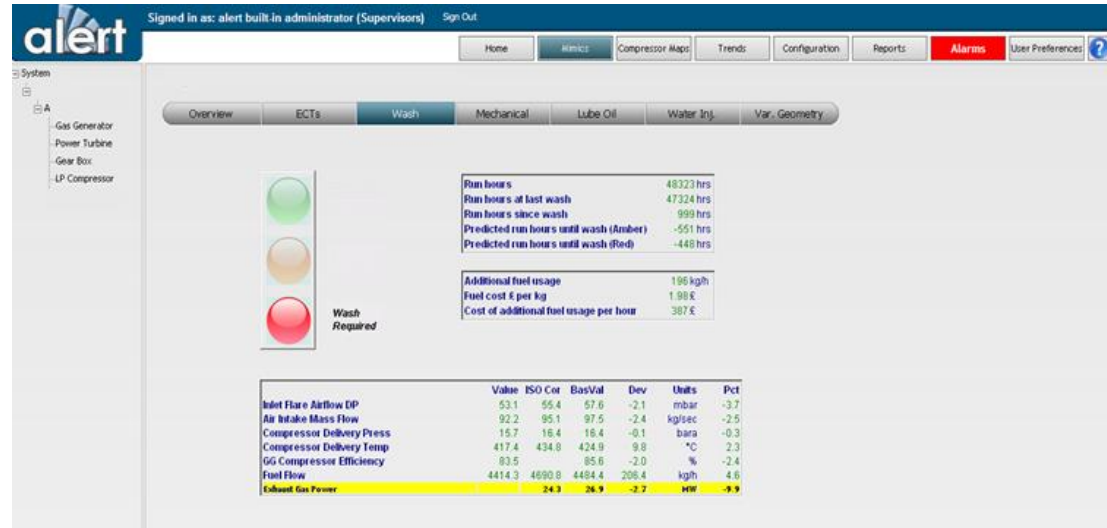 alert
Signed in as: alert built-in administrator (Supervisors) Sign Out
Home Mimics Compressor Maps Trends Configuration Reports Alarms User Preferences ?
System
A
Gas Generator
Power Turbine
Gear Box
LP Compressor
Overview ECTs Wash Mechanical Lube Oil Water Inj. Var. Geometry
Run hours 48323 hrs
Run hours at last wash 47324 hrs
Run hours since wash 999 hrs
Predicted run hours until wash (Amber) -551 hrs
Predicted run hours until wash (Red) -448 hrs
Additional fuel usage 196 kg/h
Fuel cost £ per kg 1.98 £
Cost of additional fuel usage per hour 387 £
Wash
Required
Value ISO Cor BasVal Dev Units Pct
Inlet Flare Airflow DP 53.1 55.4 57.6 -2.1 mbar -3.7
Air Intake Mass Flow 92.2 95.1 97.5 -2.4 kg/sec -2.5
Compressor Delivery Press 15.7 16.4 16.4 -0.1 bara -0.3
Compressor Delivery Temp 417.4 434.8 424.9 9.8 °C 2.3
GG Compressor Efficiency 83.5 85.6 -2.0 % -2.4
Fuel Flow 4414.3 4690.8 4484.4 206.4 kg/h 4.6
Exhaust Gas Power 24.3 26.9 -2.7 MW -9.9